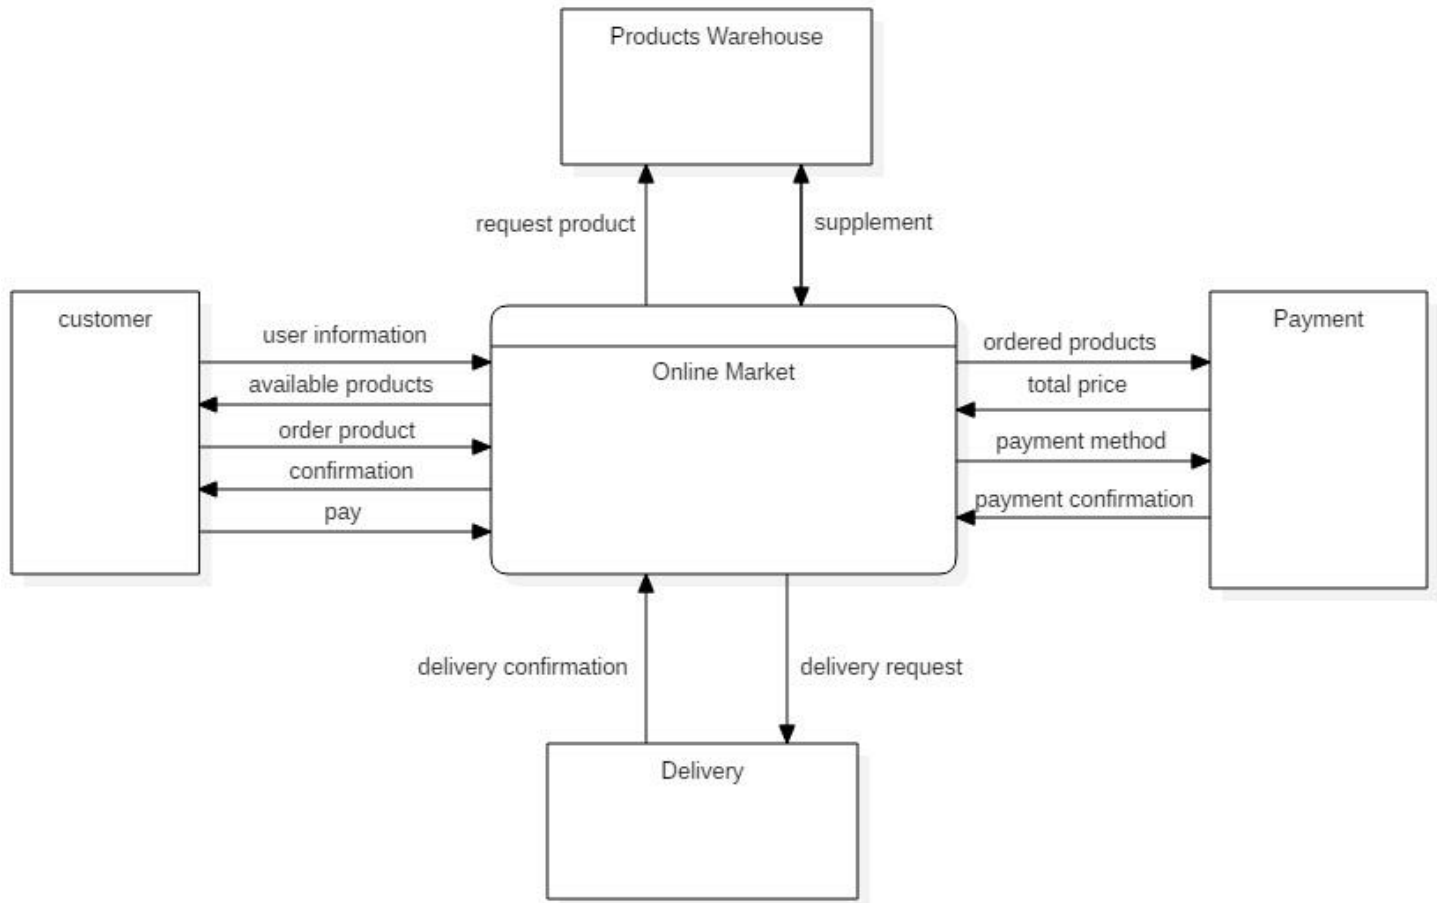 Products Warehouse
request product
supplement
customer
user information
available products
order product
confirmation
pay
Online Market
ordered products
total price
payment method
payment confirmation
Payment
delivery confirmation
delivery request
Delivery